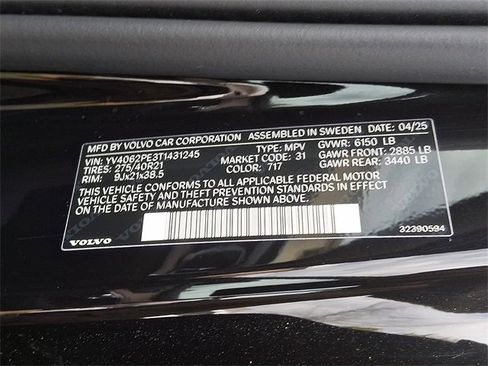 MFD BY VOLVO CAR CORPORATION ASSEMBLED IN SWEDEN 04/25
VIN: YV4062PE3T1431245 TYPE: MPV GVWR: 6150 LB
TIRES: 275/40R21 MARKET CODE: 31 GAWR FRONT: 2885 LB
RIM: 9Jx21x38.5 COLOR: 717 GAWR REAR: 3440 LB
THIS VEHICLE CONFORMS TO ALL APPLICABLE FEDERAL MOTOR
VEHICLE SAFETY AND THEFT PREVENTION STANDARDS IN EFFECT
ON THE DATE OF MANUFACTURE SHOWN ABOVE
VOLVO 32390594